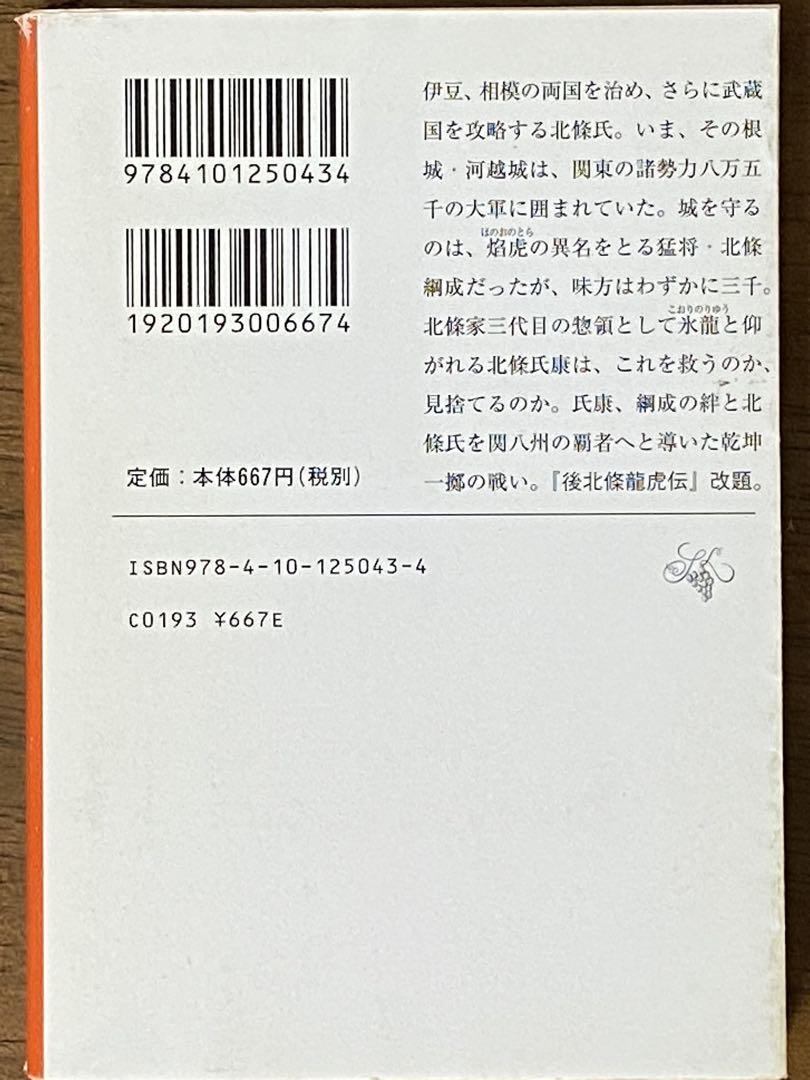 9784101250434
1920193006674
定価：本体667円(税別)
伊豆、相模の両国を治め、さらに武蔵
国を攻略する北條氏。いま、その根
城・河越城は、関東の諸勢力八万五
千の大軍に囲まれていた。城を守る
ほのおのとら
のは、焰虎の異名をとる猛将・北條
綱成だったが、味方はわずかに三千。
こおりのりゆう
北條家三代目の惣領として氷龍と仰
がれる北條氏康は、これを救うのか、
見捨てるのか。氏康、綱成の絆と北
條氏を関八州の覇者へと導いた乾坤
一擲の戦い。『後北條龍虎伝』改題。
ISBN978-4-10-125043-4
C0193 ¥667E